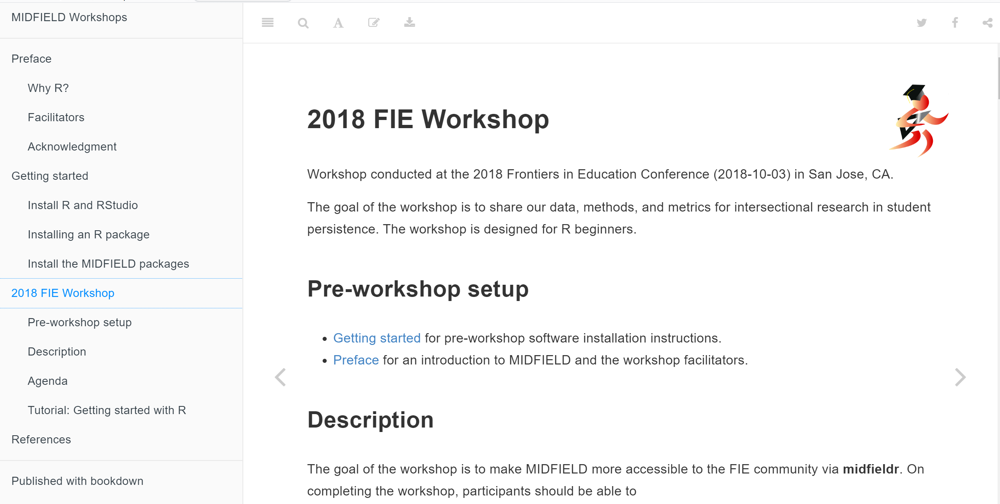 MIDFIELD Workshops
Preface
Why R?
Facilitators
Acknowledgment
Getting started
Install R and RStudio
Installing an R package
Install the MIDFIELD packages
2018 FIE Workshop
Pre-workshop setup
Description
Agenda
Tutorial: Getting started with R
References
Published with bookdown
2018 FIE Workshop
Workshop conducted at the 2018 Frontiers in Education Conference (2018-10-03) in San Jose, CA.
The goal of the workshop is to share our data, methods, and metrics for intersectional research in student
persistence. The workshop is designed for R beginners.
Pre-workshop setup
• Getting started for pre-workshop software installation instructions.
• Preface for an introduction to MIDFIELD and the workshop facilitators.
Description
The goal of the workshop is to make MIDFIELD more accessible to the FIE community via midfieldr. On
completing the workshop, participants should be able to